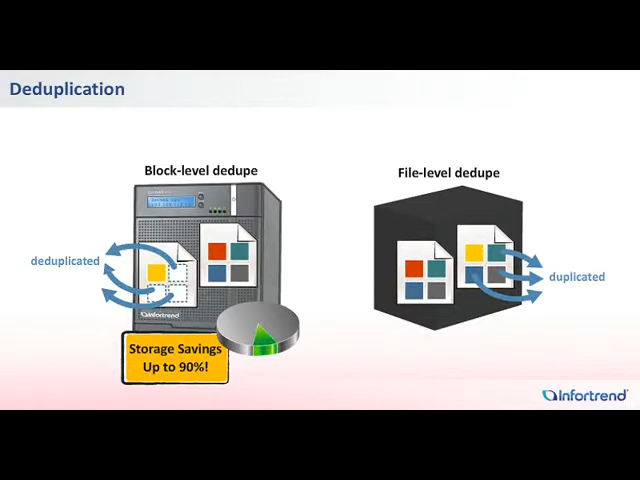 Deduplication
Block-level dedupe
File-level dedupe
deduplicated
duplicated
Infortrend
Storage Savings
Up to 90%!
Infortrend